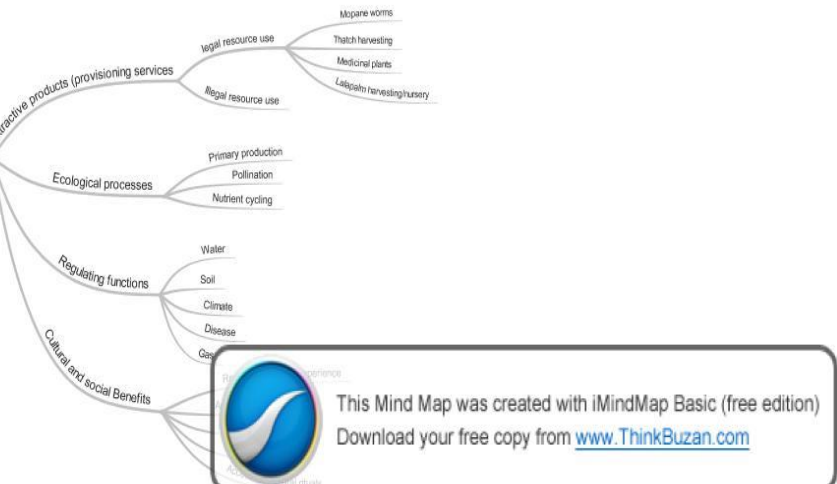 Mopane worms
legal resource use
Thatch harvesting
Medicinal plants
products (provisioning services
Illegal resource use
Lalapalm harvesting/nursery
Primary production
Ecological processes
Pollination
Nutrient cycling
Water
Regulating functions
Soil
Climate
Disease
Cultural and social Benefits
This Mind Map was created with iMindMap Basic (free edition)
Download your free copy from www.ThinkBuzan.com